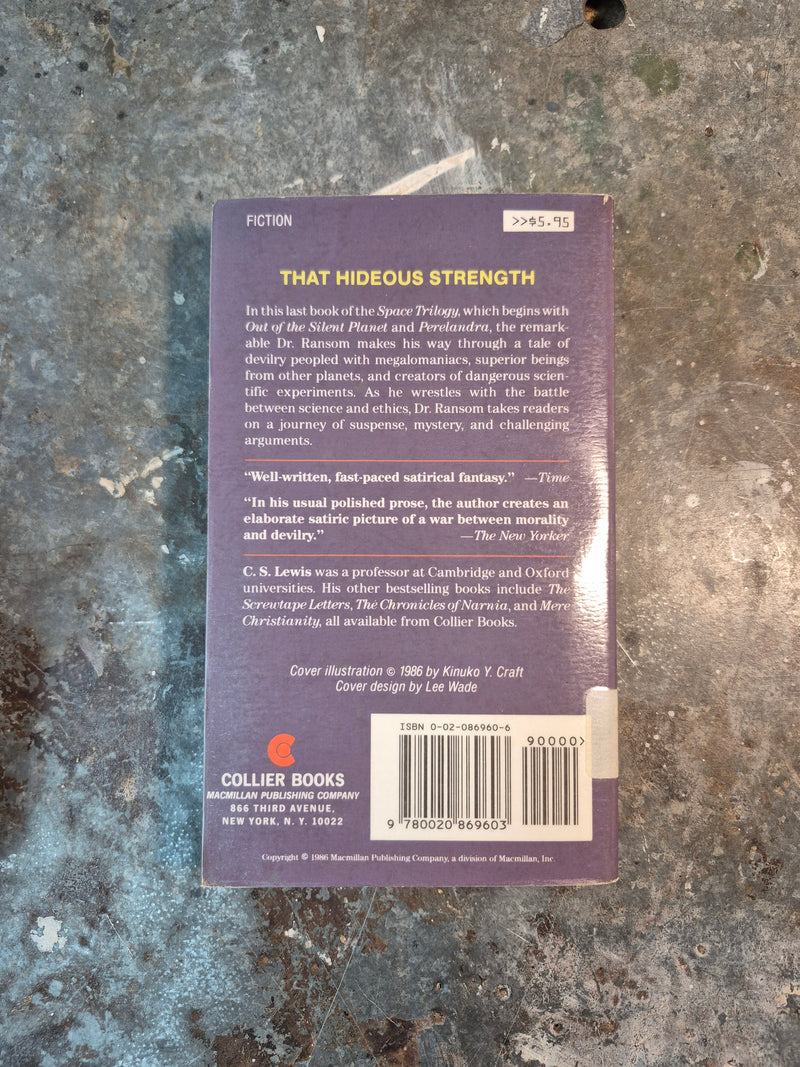 FICTION
>>$5.95
THAT HIDEOUS STRENGTH
In this last book of the Space Trilogy, which begins with
Out of the Silent Planet and Perelandra, the remark-
able Dr. Ransom makes his way through a tale of
devilry peopled with megalomaniacs, superior beings
from other planets, and creators of dangerous scien-
tific experiments. As he wrestles with the battle
between science and ethics, Dr. Ransom takes readers
on a journey of suspense, mystery, and challenging
arguments.
“Well-written, fast-paced satirical fantasy.” —Time
“In his usual polished prose, the author creates an
elaborate satiric picture of a war between morality
and devilry.” —The New Yorker
C. S. Lewis was a professor at Cambridge and Oxford
universities. His other bestselling books include The
Screwtape Letters, The Chronicles of Narnia, and Mere
Christianity, all available from Collier Books.
Cover illustration © 1986 by Kinuko Y. Craft
Cover design by Lee Wade
COLLIER BOOKS
MACMILLAN PUBLISHING COMPANY
866 THIRD AVENUE,
NEW YORK, N. Y. 10022
ISBN 0-02-086960-6
90000>
9 780020 869603
Copyright © 1986 Macmillan Publishing Company, a division of Macmillan, Inc.